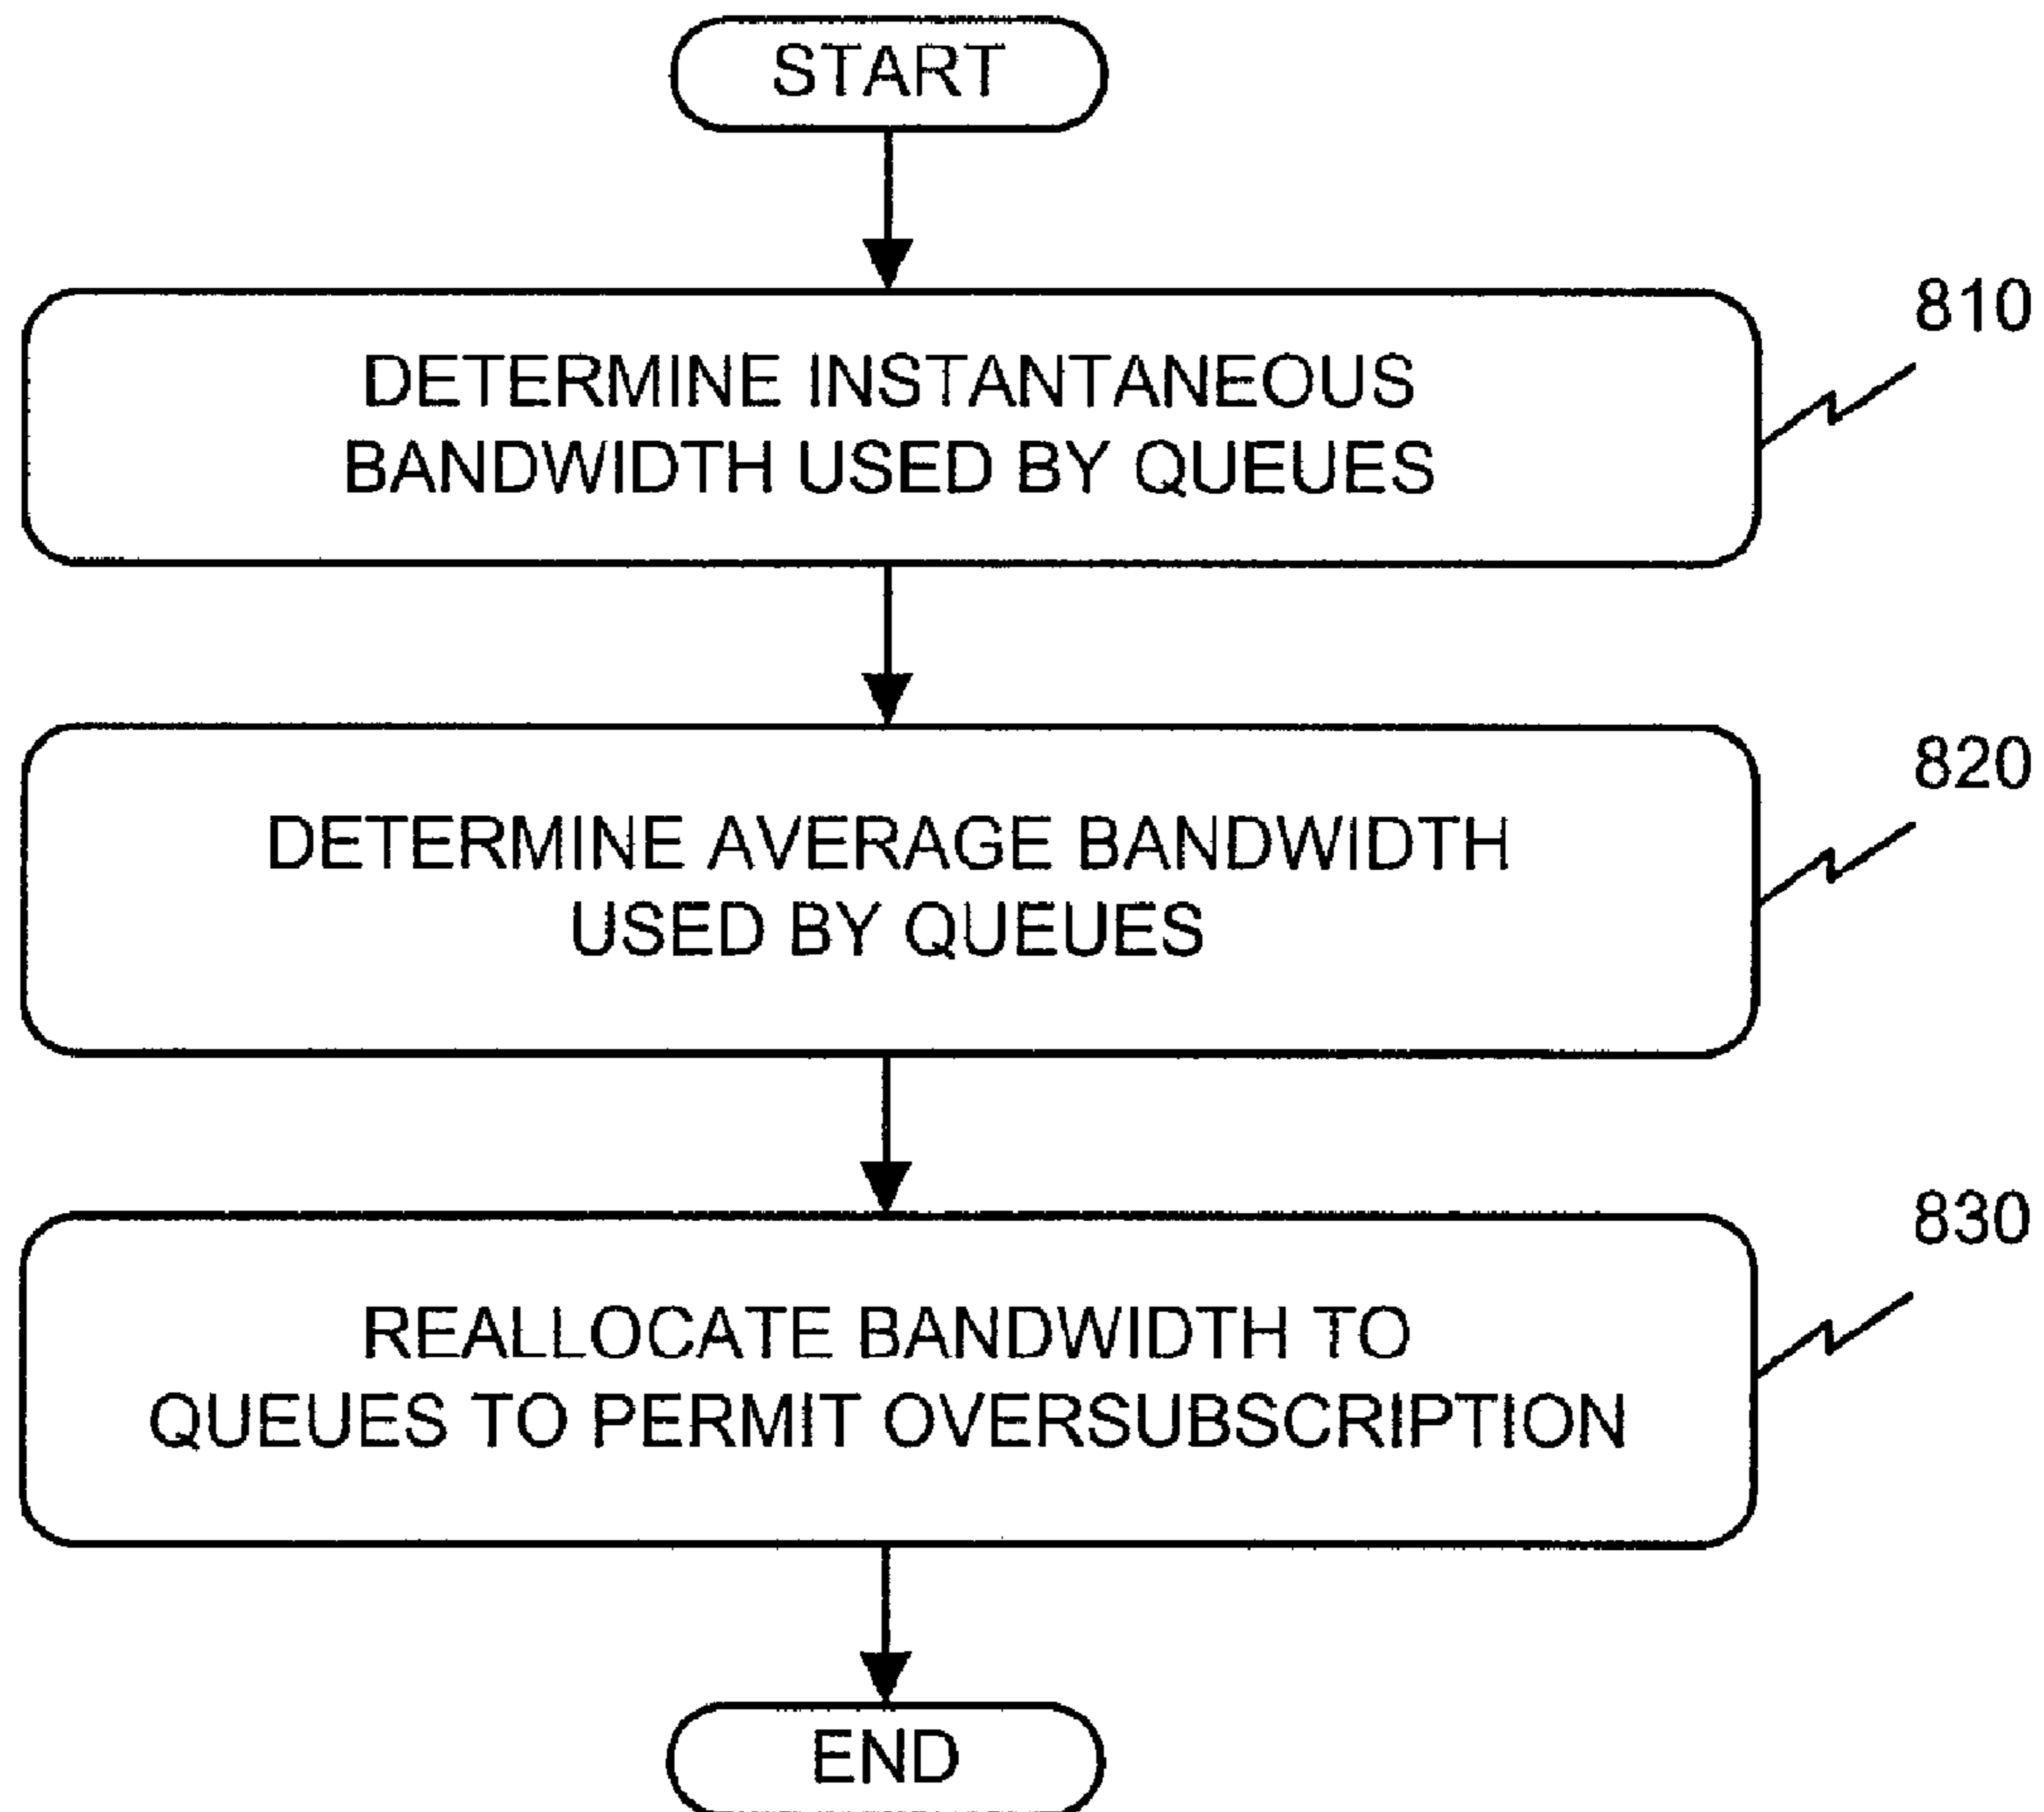 START
810
DETERMINE INSTANTANEOUS
BANDWIDTH USED BY QUEUES
820
DETERMINE AVERAGE BANDWIDTH
USED BY QUEUES
830
REALLOCATE BANDWIDTH TO
QUEUES TO PERMIT OVERSUBSCRIPTION
END